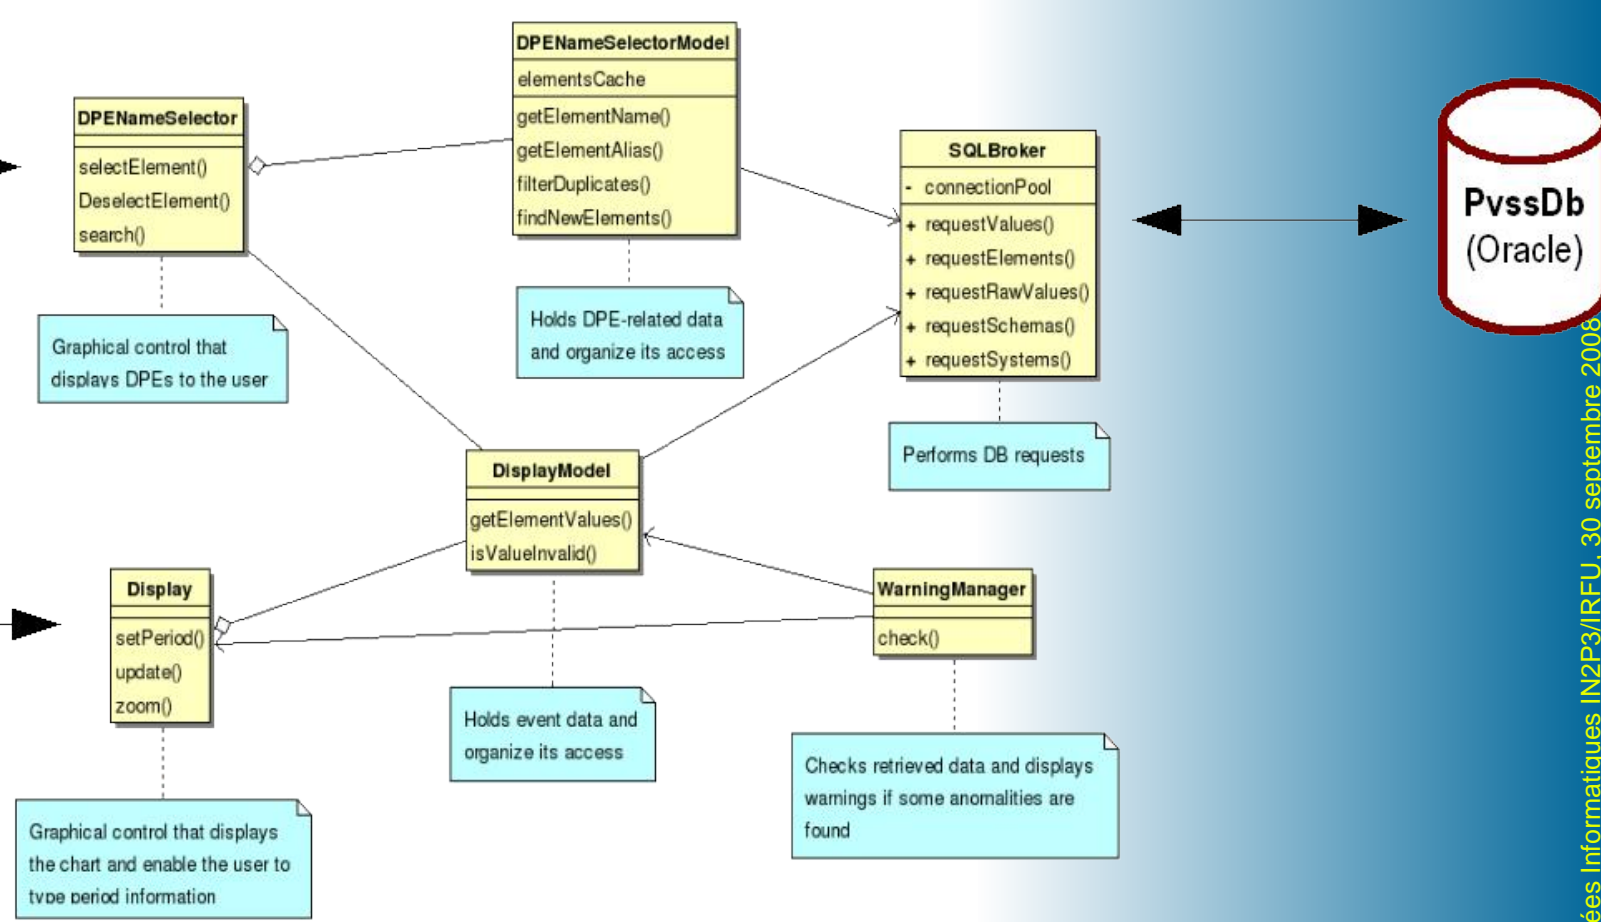 DPENameSelectorModel
elementsCache
getElementName()
getElementAlias()
filterDuplicates()
findNewElements()
DPENameSelector
selectElement()
DeselectElement()
search()
SQLBroker
- connectionPool
+ requestValues()
+ requestElements()
+ requestRawValues()
+ requestSchemas()
+ requestSystems()
PvssDb
(Oracle)
Holds DPE-related data
and organize its access
Graphical control that
displays DPEs to the user
Performs DB requests
DisplayModel
getElementValues()
isValueInvalid()
Display
setPeriod()
update()
zoom()
WarningManager
check()
Holds event data and
organize its access
Checks retrieved data and displays
warnings if some anomalities are
found
Graphical control that displays
the chart and enable the user to
type period information
ées Informatiques IN2P3/IRFU, 30 septembre 2008